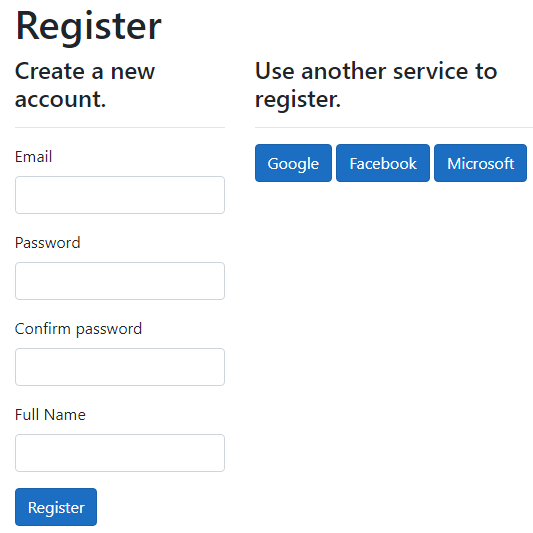 Register
Create a new
account.
Email
Password
Confirm password
Full Name
Register
Use another service to
register.
Google Facebook Microsoft